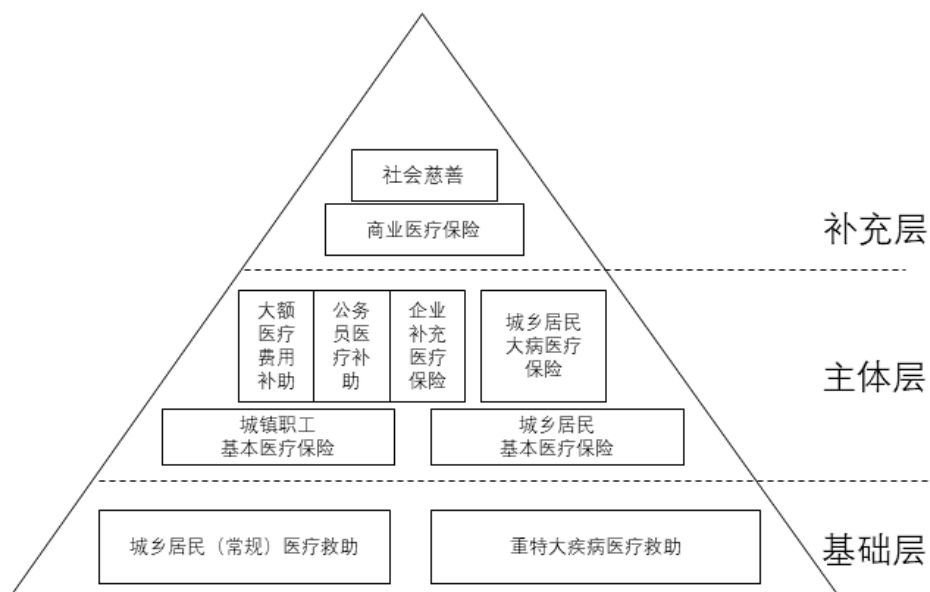 社会慈善
商业医疗保险
补充层
大额
医疗
费用
补助
公务
员医
疗补
助
企业
补充
医疗
保险
城乡居民
大病医疗
保险
主体层
城镇职工
基本医疗保险
城乡居民
基本医疗保险
城乡居民（常规）医疗救助
重特大疾病医疗救助
基础层